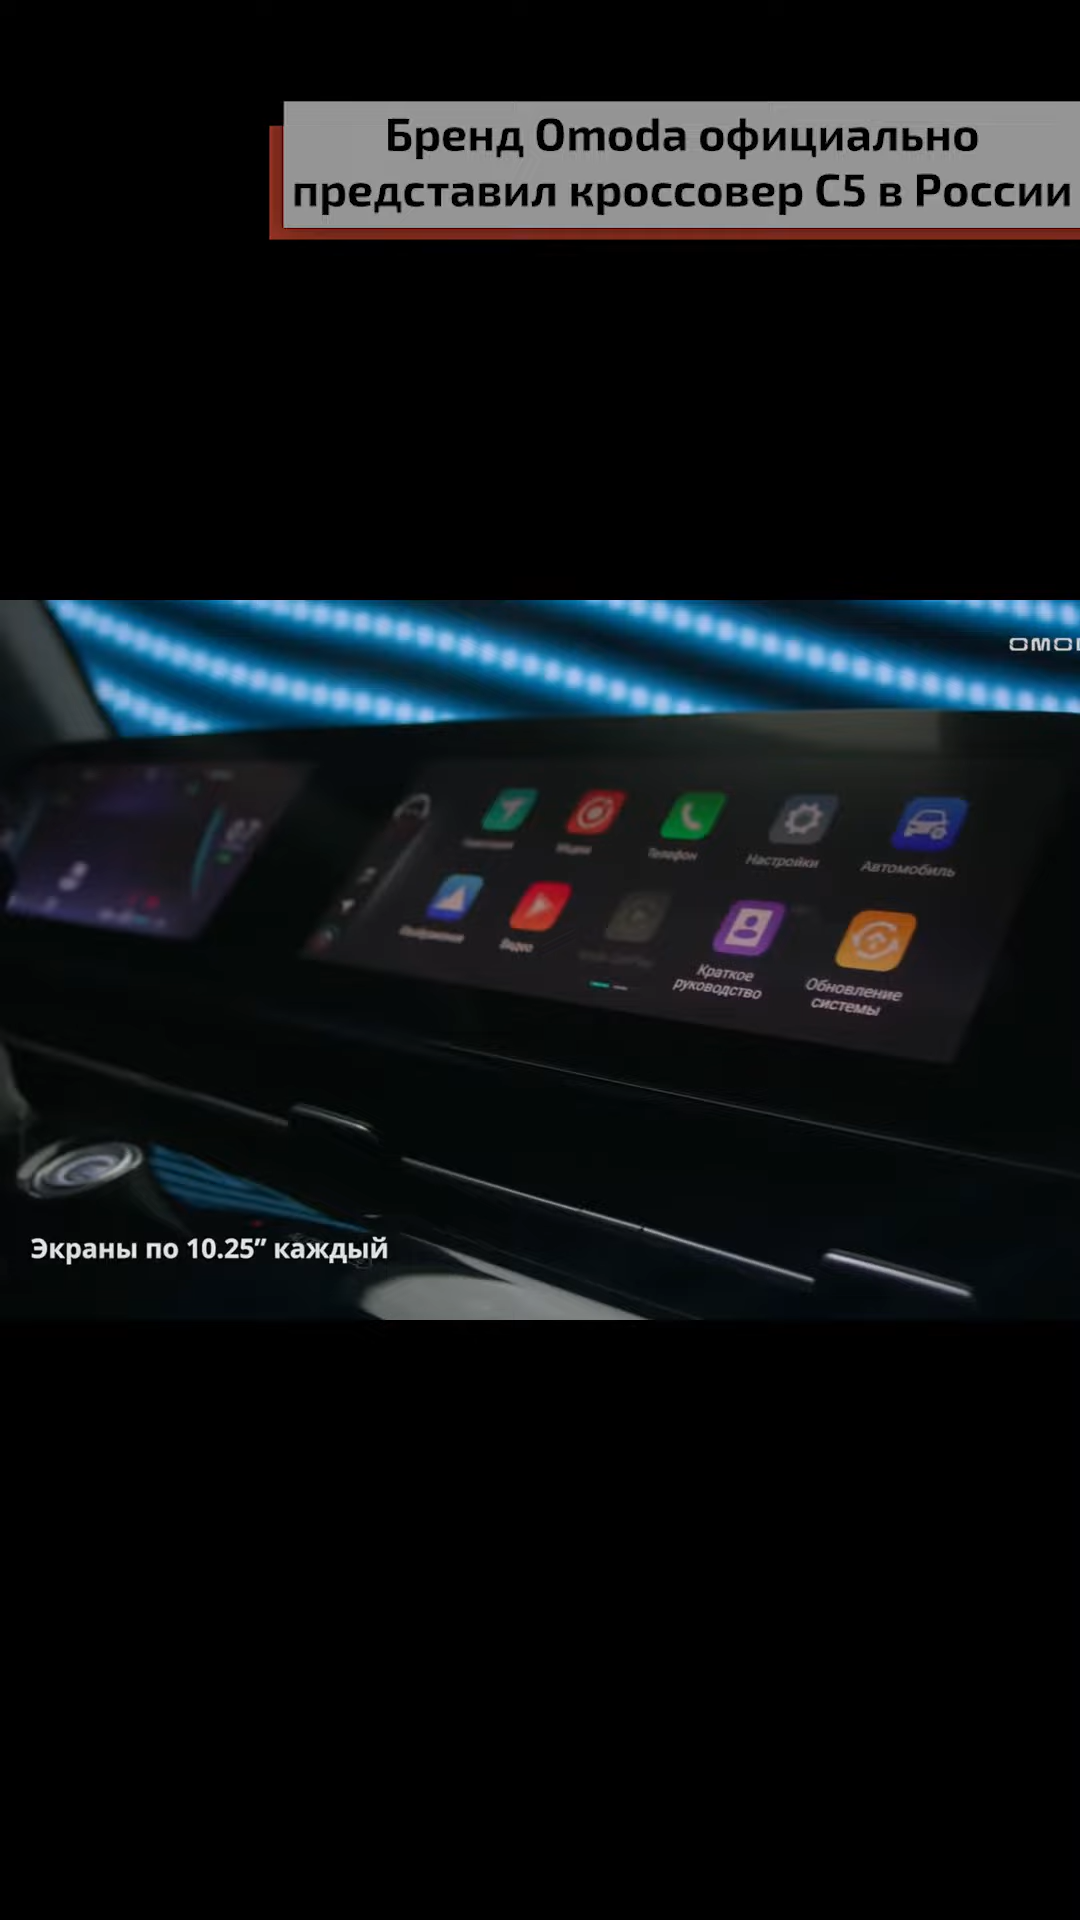 Бренд Omoda официально
представил кроссовер C5 в России
Телефон
Настройки
Автомобиль
Видео
Краткое
руководство
Обновление
системы
Экраны по 10.25” каждый